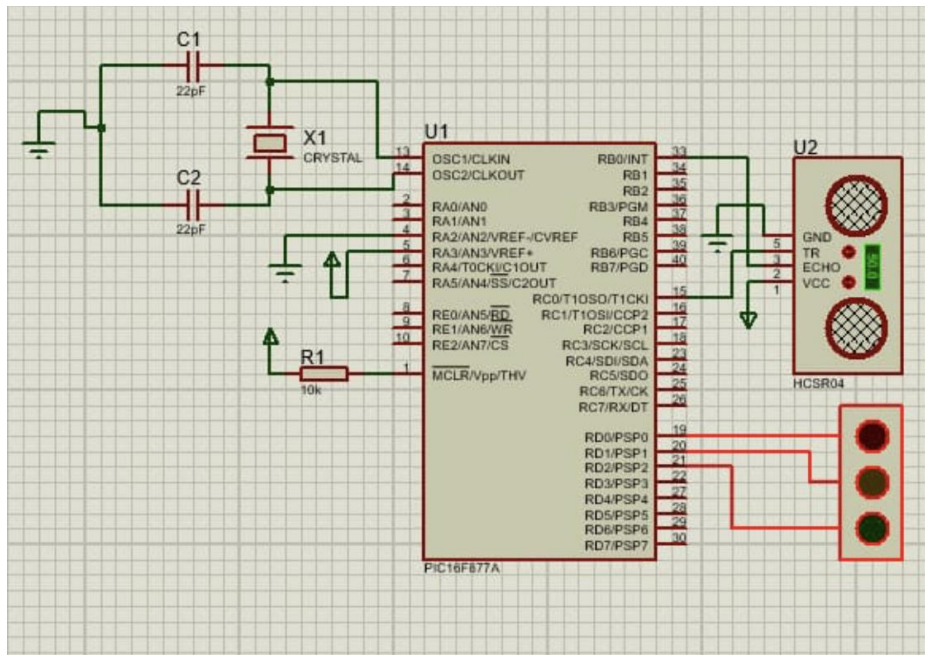 C1
22pF
X1
CRYSTAL
C2
22pF
U1
13 OSC1/CLKIN
14 OSC2/CLKOUT
2 RA0/AN0
3 RA1/AN1
4 RA2/AN2/VREF-/CVREF
5 RA3/AN3/VREF+
6 RA4/T0CKI/C1OUT
7 RA5/AN4/SS/C2OUT
8 RE0/AN5/RD
9 RE1/AN6/WR
10 RE2/AN7/CS
1 MCLR/Vpp/THV
RB0/INT 33
RB1 34
RB2 35
RB3/PGM 36
RB4 37
RB5 38
RB6/PGC 39
RB7/PGD 40
RC0/T1OSO/T1CKI 15
RC1/T1OSI/CCP2 16
RC2/CCP1 17
RC3/SCK/SCL 18
RC4/SDI/SDA 23
RC5/SDO 24
RC6/TX/CK 25
RC7/RX/DT 26
RD0/PSP0 19
RD1/PSP1 20
RD2/PSP2 21
RD3/PSP3 22
RD4/PSP4 27
RD5/PSP5 28
RD6/PSP6 29
RD7/PSP7 30
PIC16F877A
R1
10k
U2
GND
5 TR
3 ECHO
2 VCC
1
50.0
HCSR04